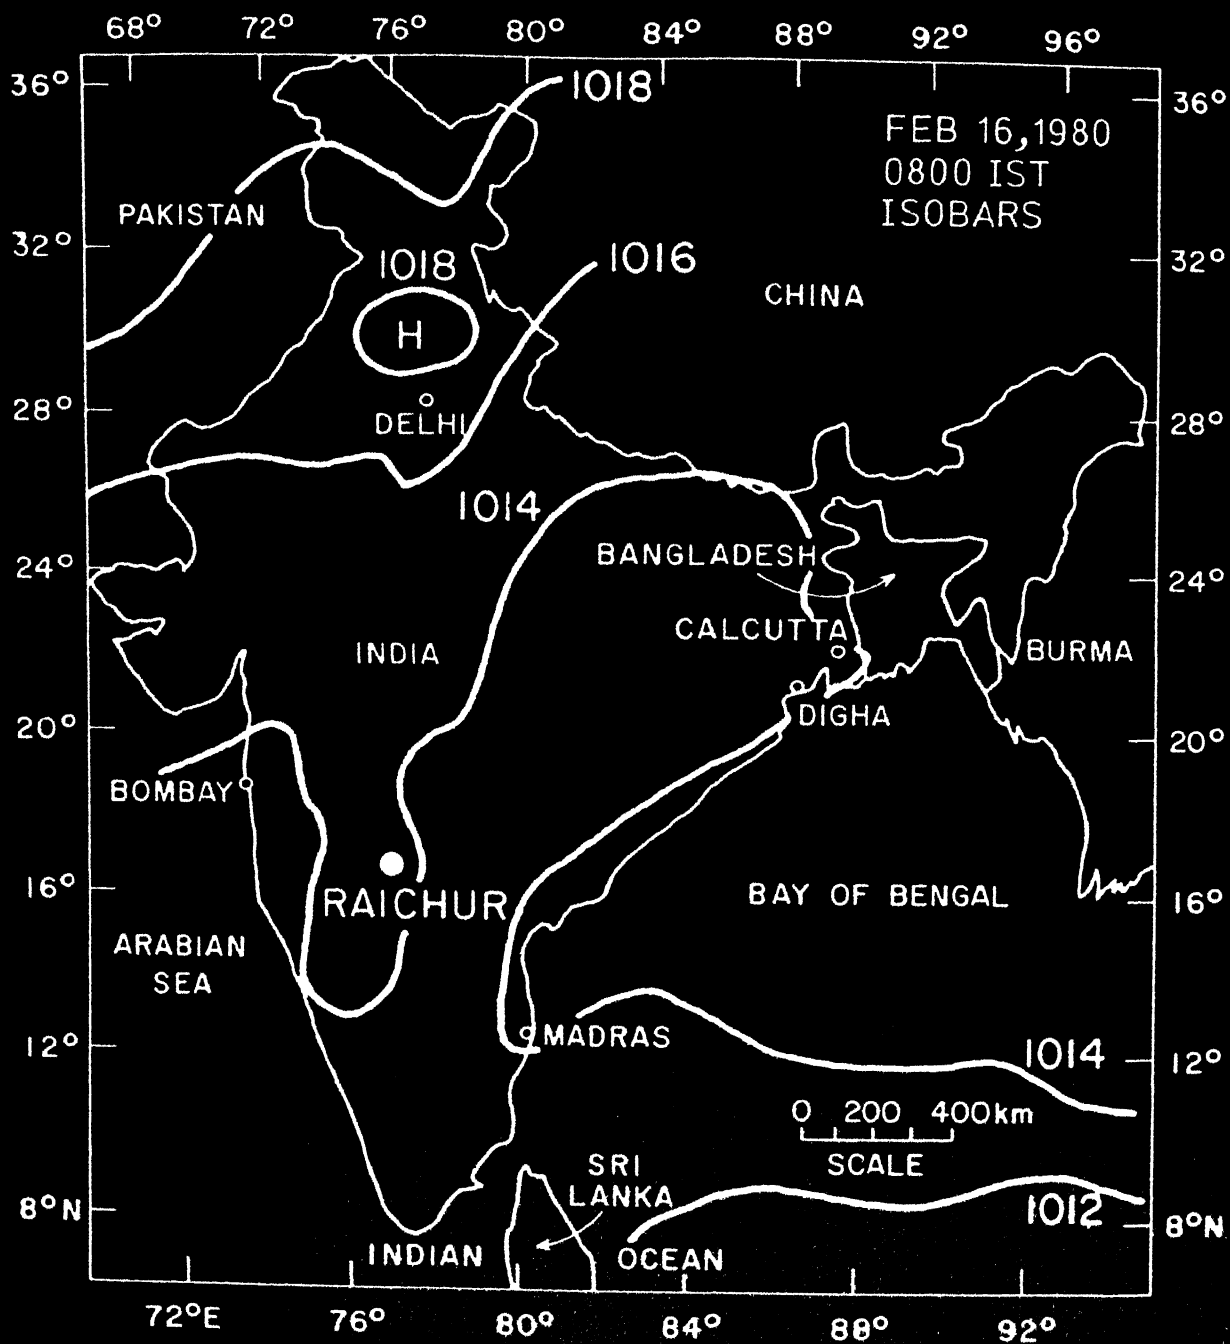 68° 72° 76° 80° 84° 88° 92° 96°
36° 36°
1018
FEB 16,1980
0800 IST
ISOBARS
PAKISTAN
32° 32°
1018
1016
CHINA
H
28° 28°
DELHI
1014
BANGLADESH
24° 24°
CALCUTTA
INDIA
BURMA
DIGHA
20° 20°
BOMBAY
16° 16°
RAICHUR
BAY OF BENGAL
ARABIAN
SEA
MADRAS
12° 12°
1014
0 200 400km
SCALE
SRI
LANKA
8°N 8°N
1012
INDIAN OCEAN
72°E 76° 80° 84° 88° 92°